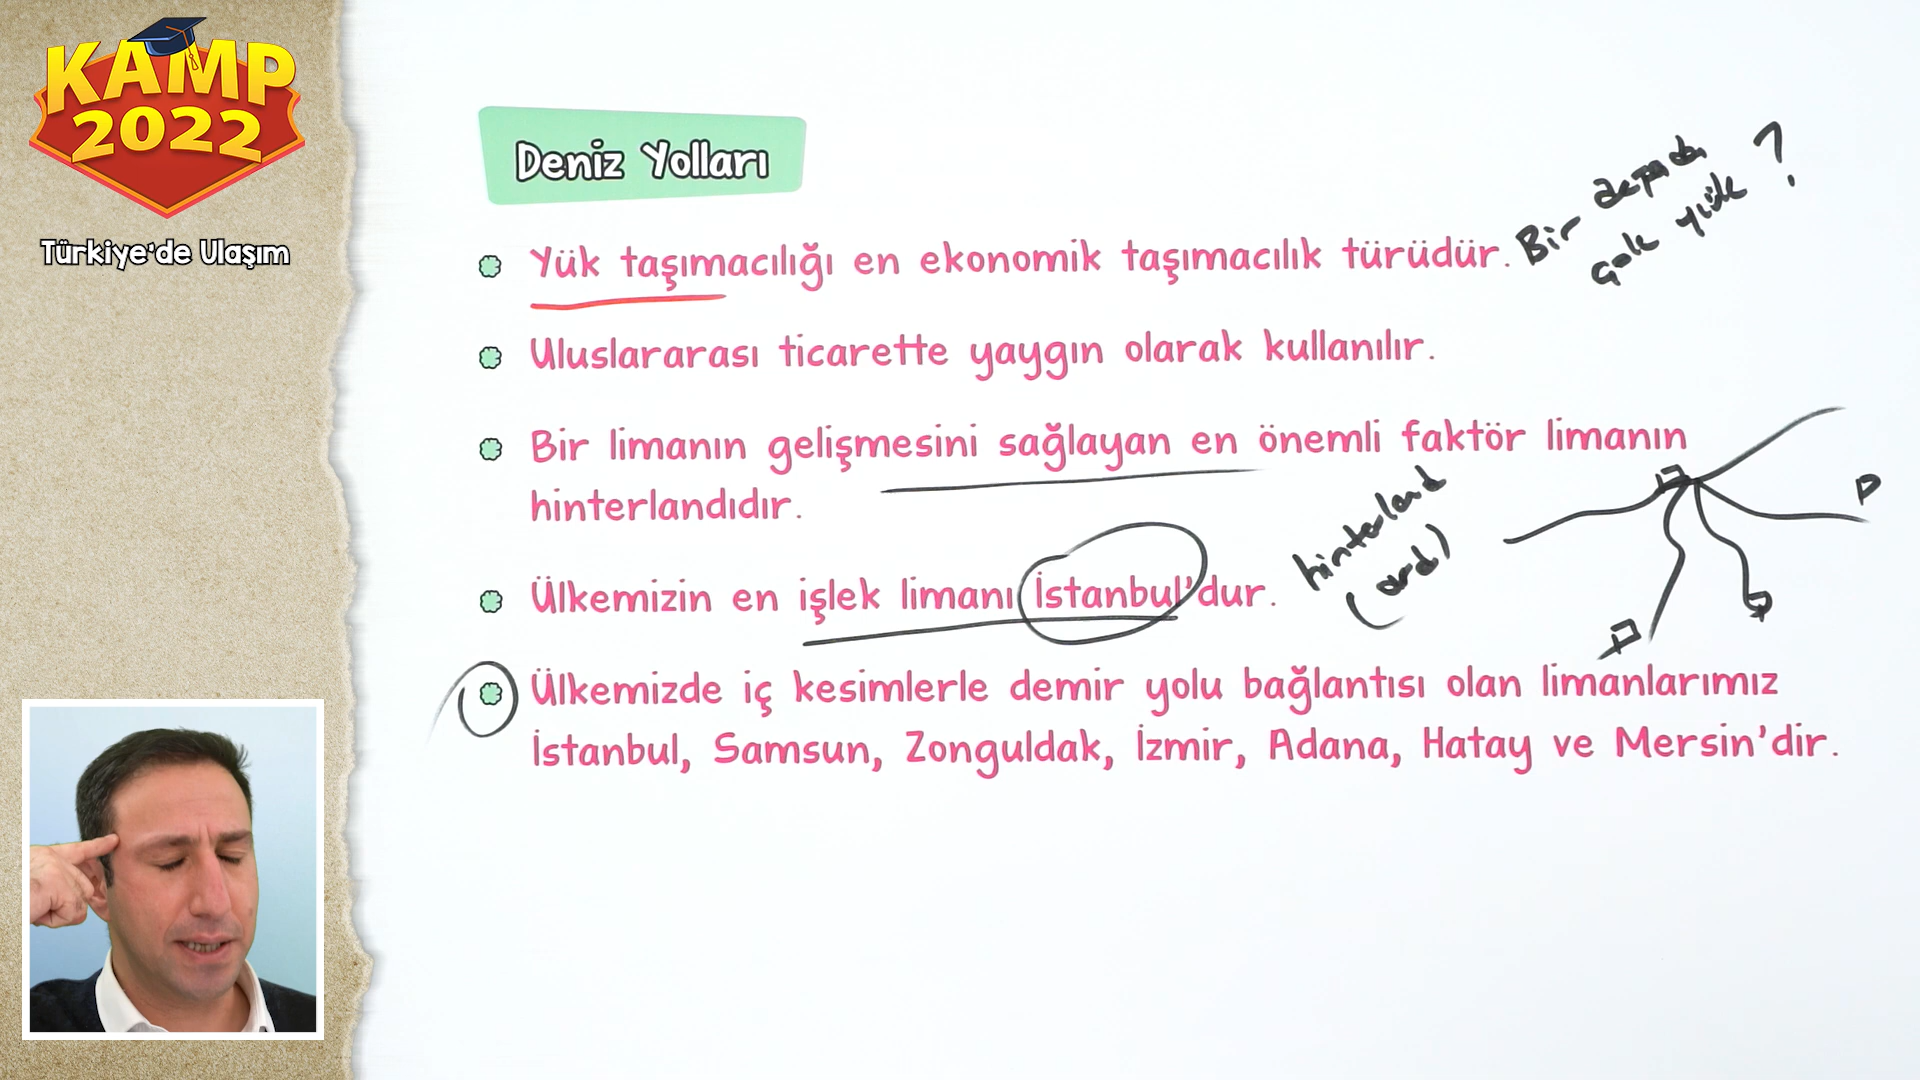 KAMP
2022
Türkiye'de Ulaşım
Deniz Yolları
Yük taşımacılığı en ekonomik taşımacılık türüdür.
Bir depoda
çok yük ?
Uluslararası ticarette yaygın olarak kullanılır.
Bir limanın gelişmesini sağlayan en önemli faktör limanın
hinterlandıdır.
hinterland
(ardı)
Ülkemizin en işlek limanı İstanbul'dur.
Ülkemizde iç kesimlerle demir yolu bağlantısı olan limanlarımız
İstanbul, Samsun, Zonguldak, İzmir, Adana, Hatay ve Mersin'dir.